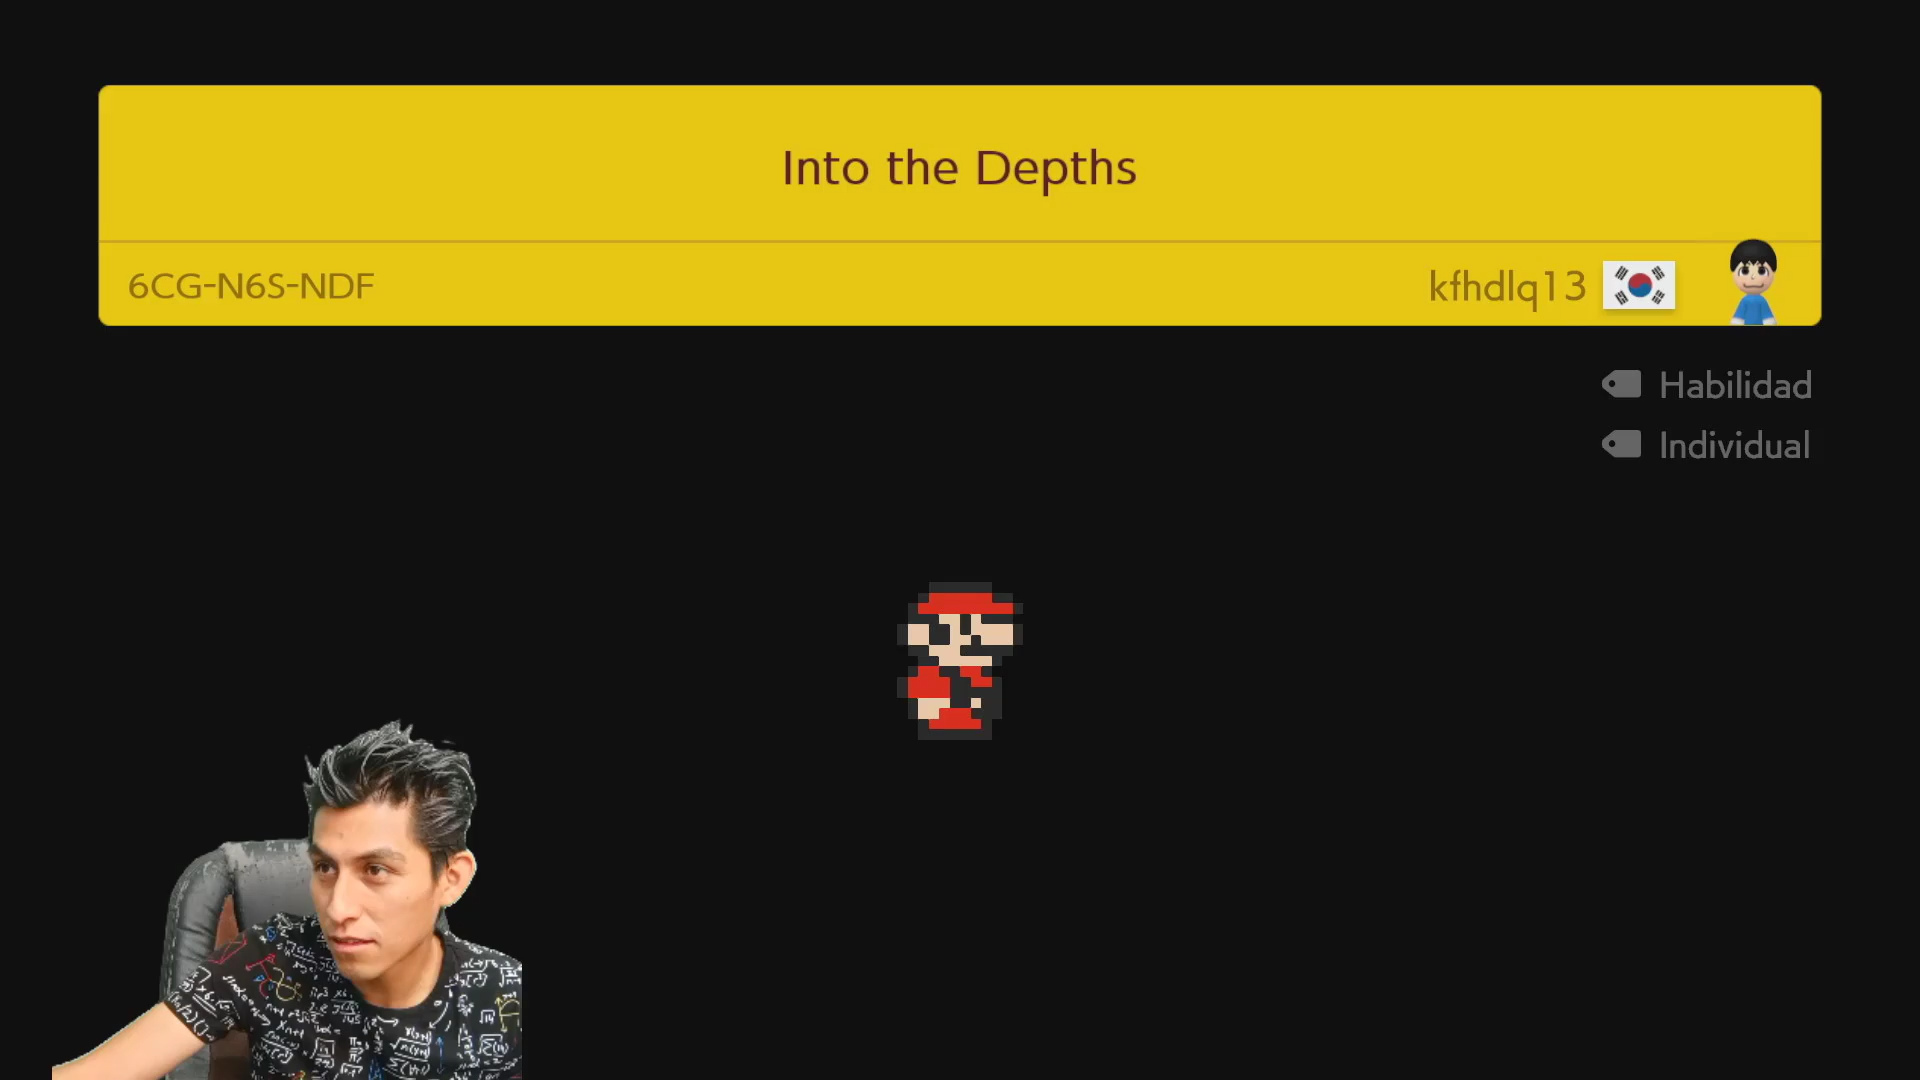 Into the Depths
6CG-N6S-NDF
kfhdlq13
Habilidad
Individual